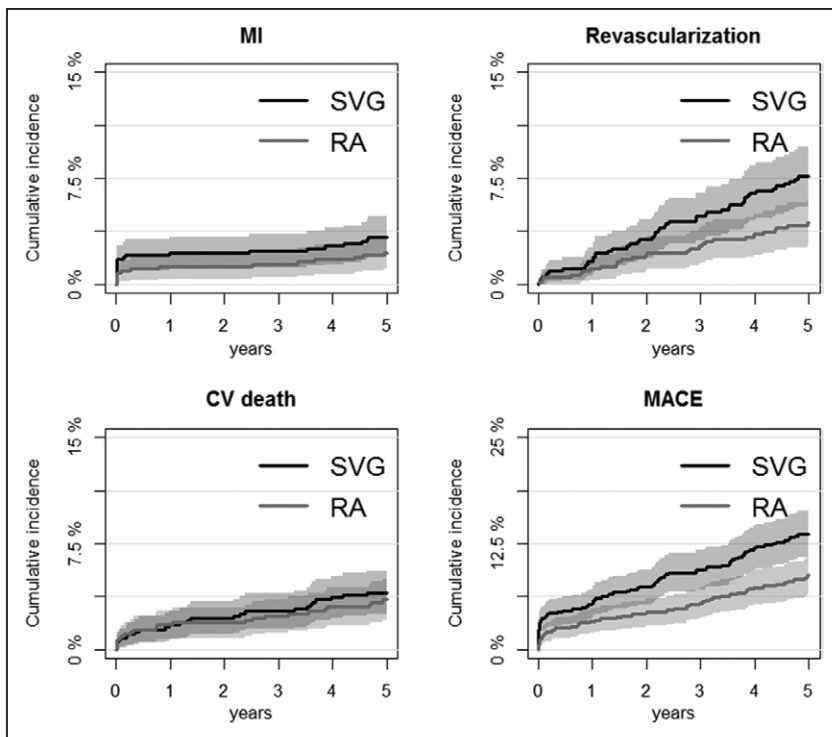 MI
15 %
7.5 %
0 %
Cumulative incidence
SVG
RA
0 1 2 3 4 5
years
Revascularization
15 %
7.5 %
0 %
Cumulative incidence
SVG
RA
0 1 2 3 4 5
years
CV death
15 %
7.5 %
0 %
Cumulative incidence
SVG
RA
0 1 2 3 4 5
years
MACE
25 %
12.5 %
0 %
Cumulative incidence
SVG
RA
0 1 2 3 4 5
years